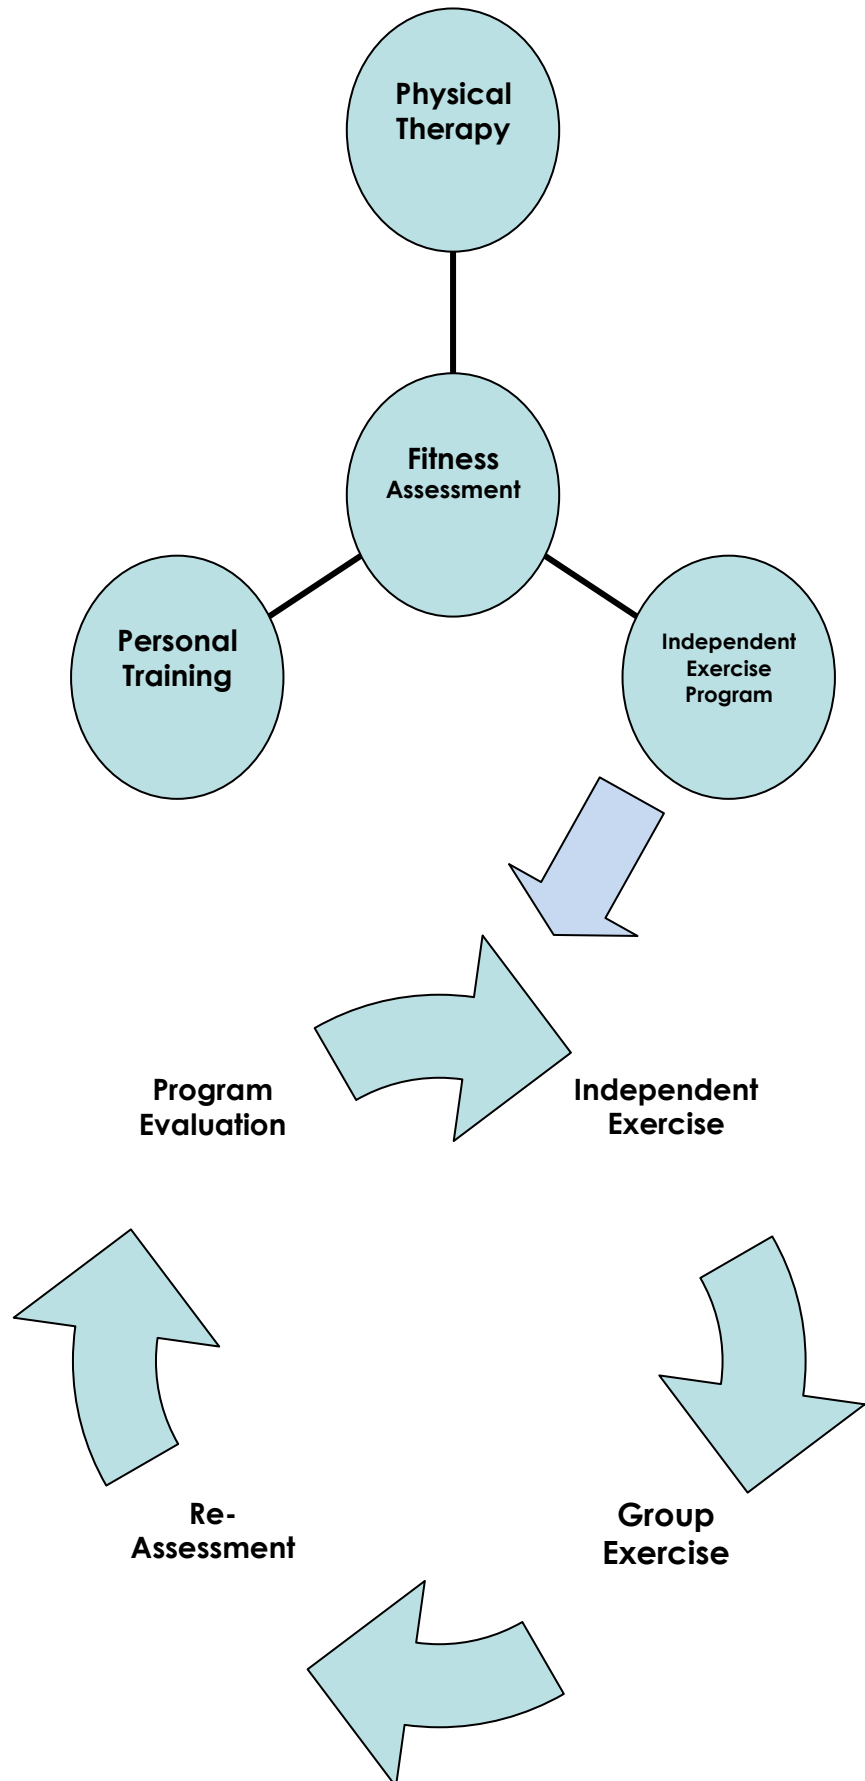 Physical
Therapy
Fitness
Assessment
Personal
Training
Independent
Exercise
Program
Program
Evaluation
Independent
Exercise
Re-
Assessment
Group
Exercise